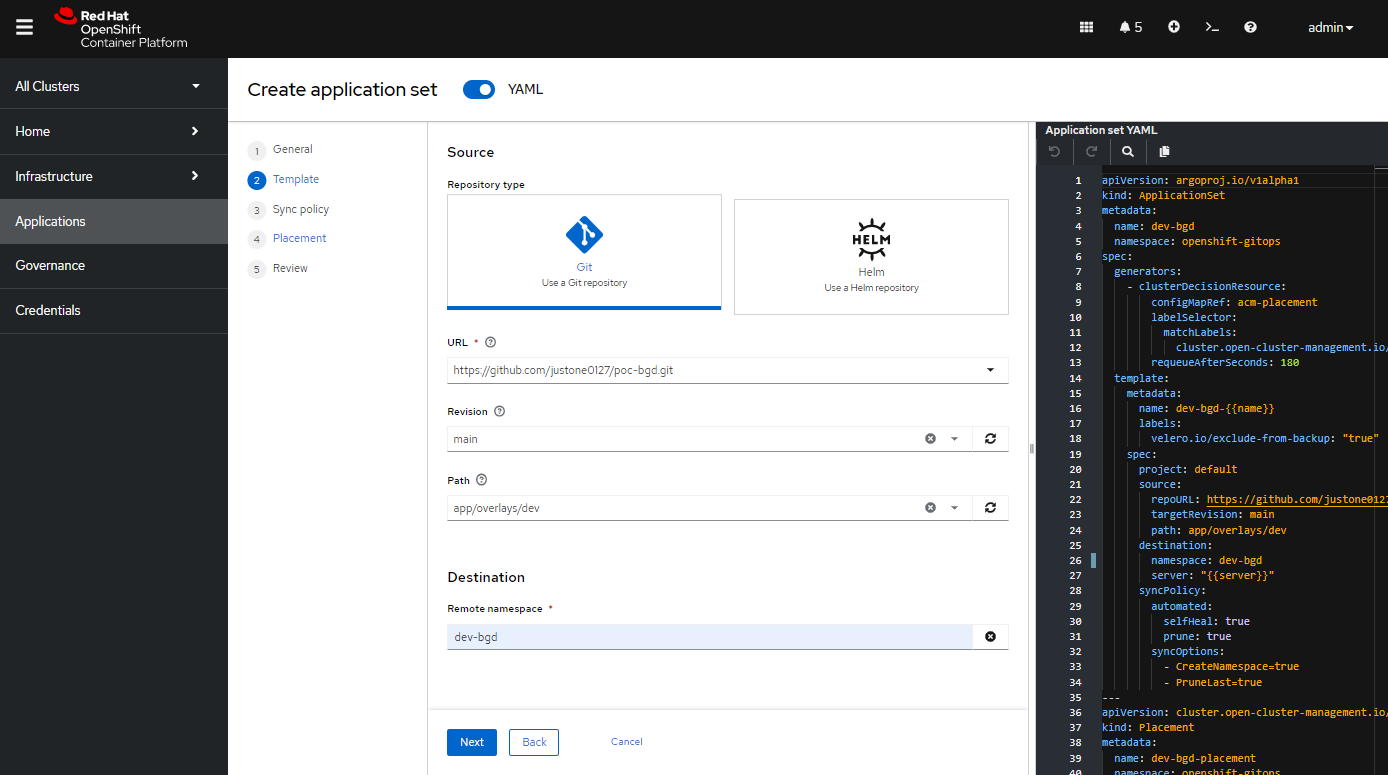 Red Hat
OpenShift
Container Platform
5
admin
All Clusters
Home
Infrastructure
Applications
Governance
Credentials
Create application set
YAML
1 General
2 Template
3 Sync policy
4 Placement
5 Review
Source
Repository type
Git
Use a Git repository
HELM
Helm
Use a Helm repository
URL *
https://github.com/justone0127/poc-bgd.git
Revision
main
Path
app/overlays/dev
Destination
Remote namespace *
dev-bgd
Next
Back
Cancel
Application set YAML
1 apiVersion: argoproj.io/v1alpha1
2 kind: ApplicationSet
3 metadata:
4 name: dev-bgd
5 namespace: openshift-gitops
6 spec:
7 generators:
8 - clusterDecisionResource:
9 configMapRef: acm-placement
10 labelSelector:
11 matchLabels:
12 cluster.open-cluster-management.io/
13 requeueAfterSeconds: 180
14 template:
15 metadata:
16 name: dev-bgd-{{name}}
17 labels:
18 velero.io/exclude-from-backup: "true"
19 spec:
20 project: default
21 source:
22 repoURL: https://github.com/justone0127
23 targetRevision: main
24 path: app/overlays/dev
25 destination:
26 namespace: dev-bgd
27 server: "{{server}}"
28 syncPolicy:
29 automated:
30 selfHeal: true
31 prune: true
32 syncOptions:
33 - CreateNamespace=true
34 - PruneLast=true
35 ---
36 apiVersion: cluster.open-cluster-management.io/
37 kind: Placement
38 metadata:
39 name: dev-bgd-placement
40 namespace: openshift-gitops